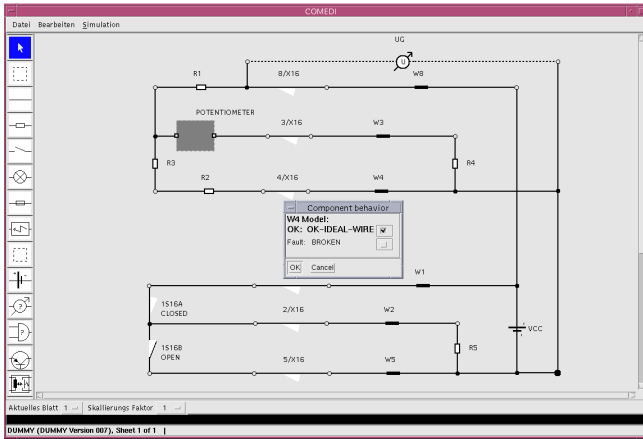 COMEDI
Datei Bearbeiten Simulation
UG
U
R1 8/X16 W8
POTENTIOMETER
3/X16 W3
R3 R4
R2 4/X16 W4
Component behavior
W4 Model:
OK: OK-IDEAL-WIRE
Fault: BROKEN
OK Cancel
W1
1S16A
CLOSED
2/X16 W2
VCC
1S16B
OPEN
R5
5/X16 W5
Aktuelles Blatt 1 Skallierungs Faktor 1
DUMMY (DUMMY Version 007), Sheet 1 of 1 |